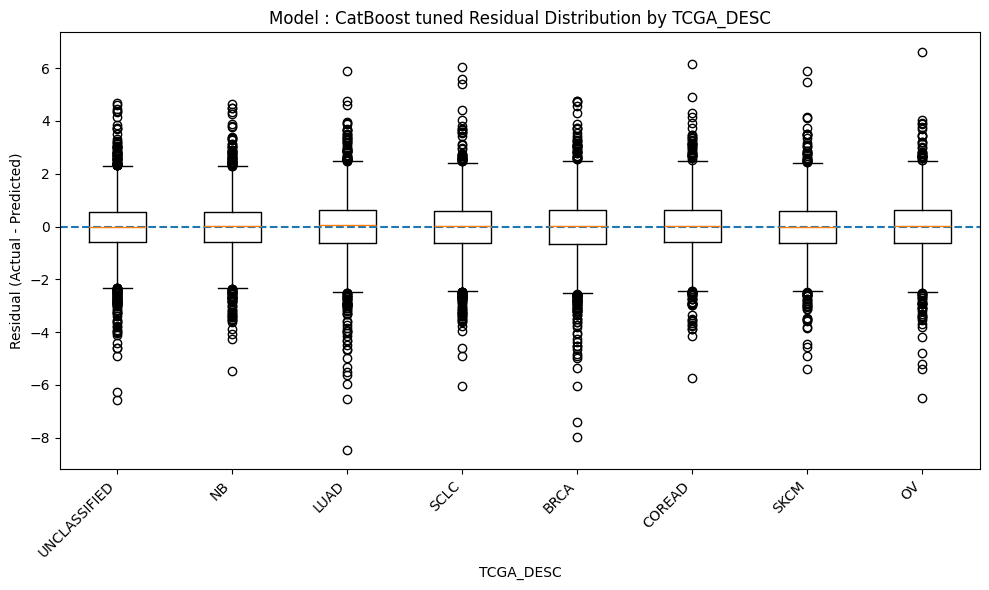 Model : CatBoost tuned Residual Distribution by TCGA_DESC
Residual (Actual - Predicted)
6
4
2
0
−2
−4
−6
−8
UNCLASSIFIED
NB
LUAD
SCLC
BRCA
COREAD
SKCM
OV
TCGA_DESC